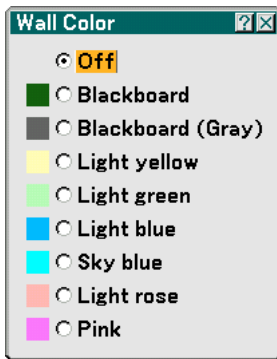 Wall Color
Off
Blackboard
Blackboard (Gray)
Light yellow
Light green
Light blue
Sky blue
Light rose
Pink